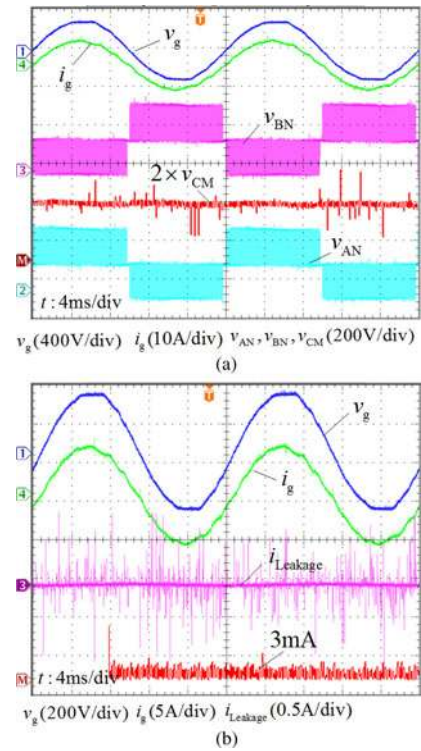 T
1
v_g
4
i_g
v_BN
3
2×v_CM
M
v_AN
2
t : 4ms/div
v_g(400V/div) i_g(10A/div) v_AN, v_BN, v_CM(200V/div)
(a)
T
v_g
1
4
i_g
i_Leakage
3
3mA
t : 4ms/div
M
v_g(200V/div) i_g(5A/div) i_Leakage(0.5A/div)
(b)